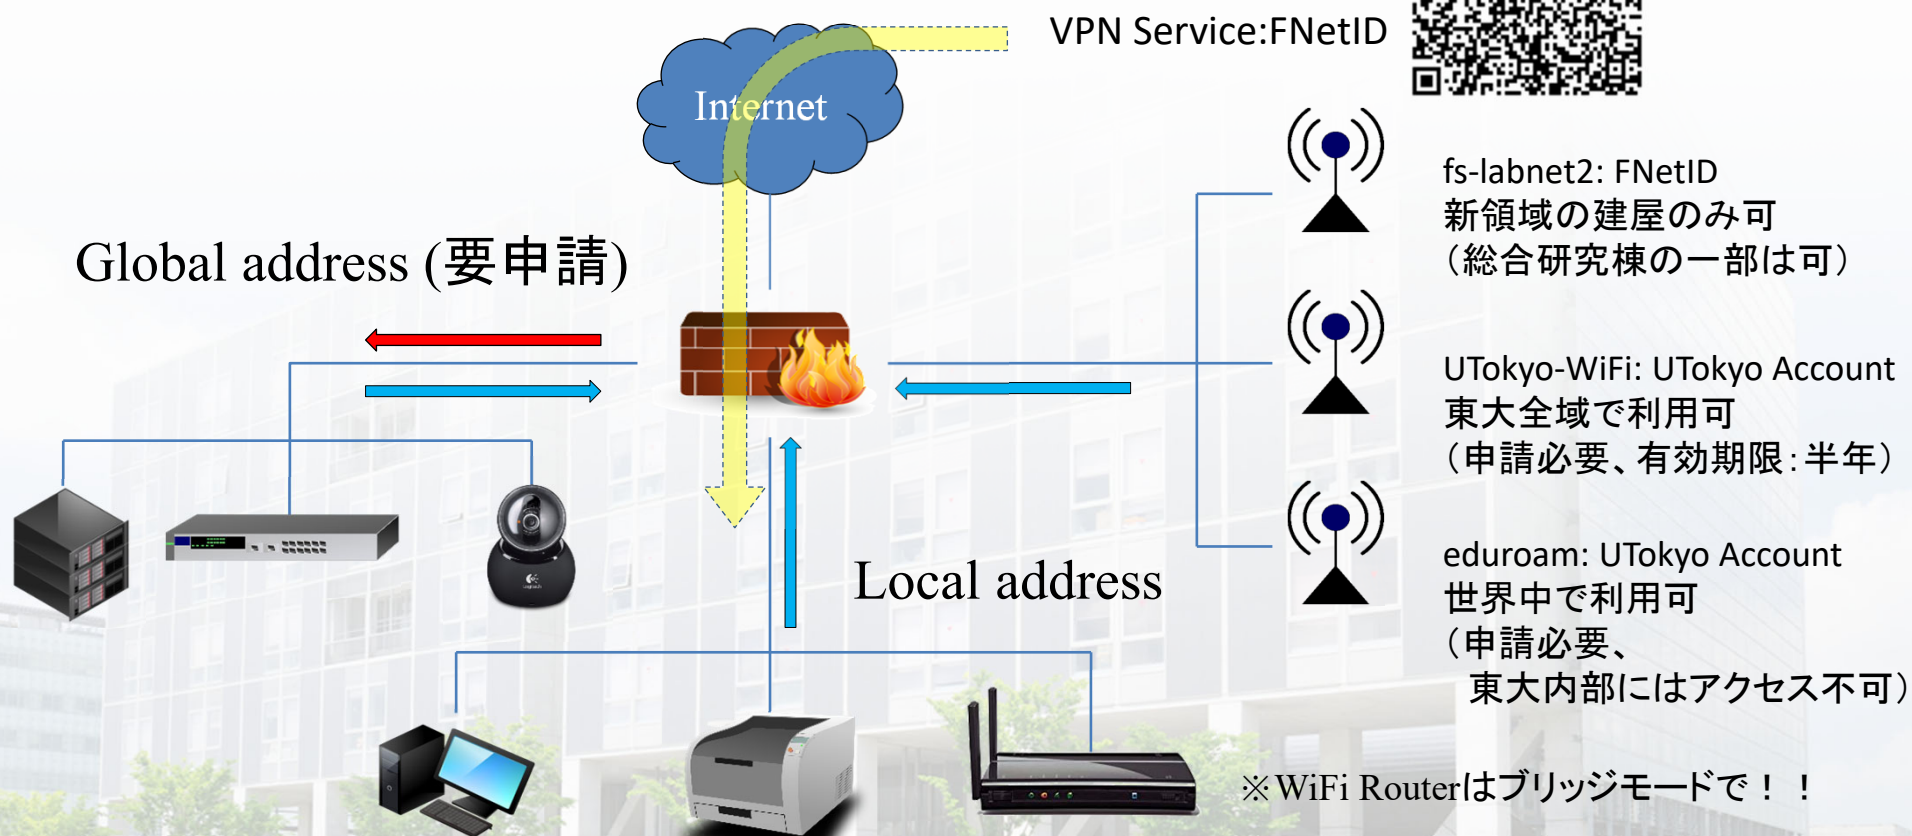 VPN Service:FNetID
Internet
fs-labnet2: FNetID
新領域の建屋のみ可
（総合研究棟の一部は可）
Global address (要申請)
UTokyo-WiFi: UTokyo Account
東大全域で利用可
（申請必要、有効期限：半年）
Local address
eduroam: UTokyo Account
世界中で利用可
（申請必要、
東大内部にはアクセス不可）
※WiFi Routerはブリッジモードで！！